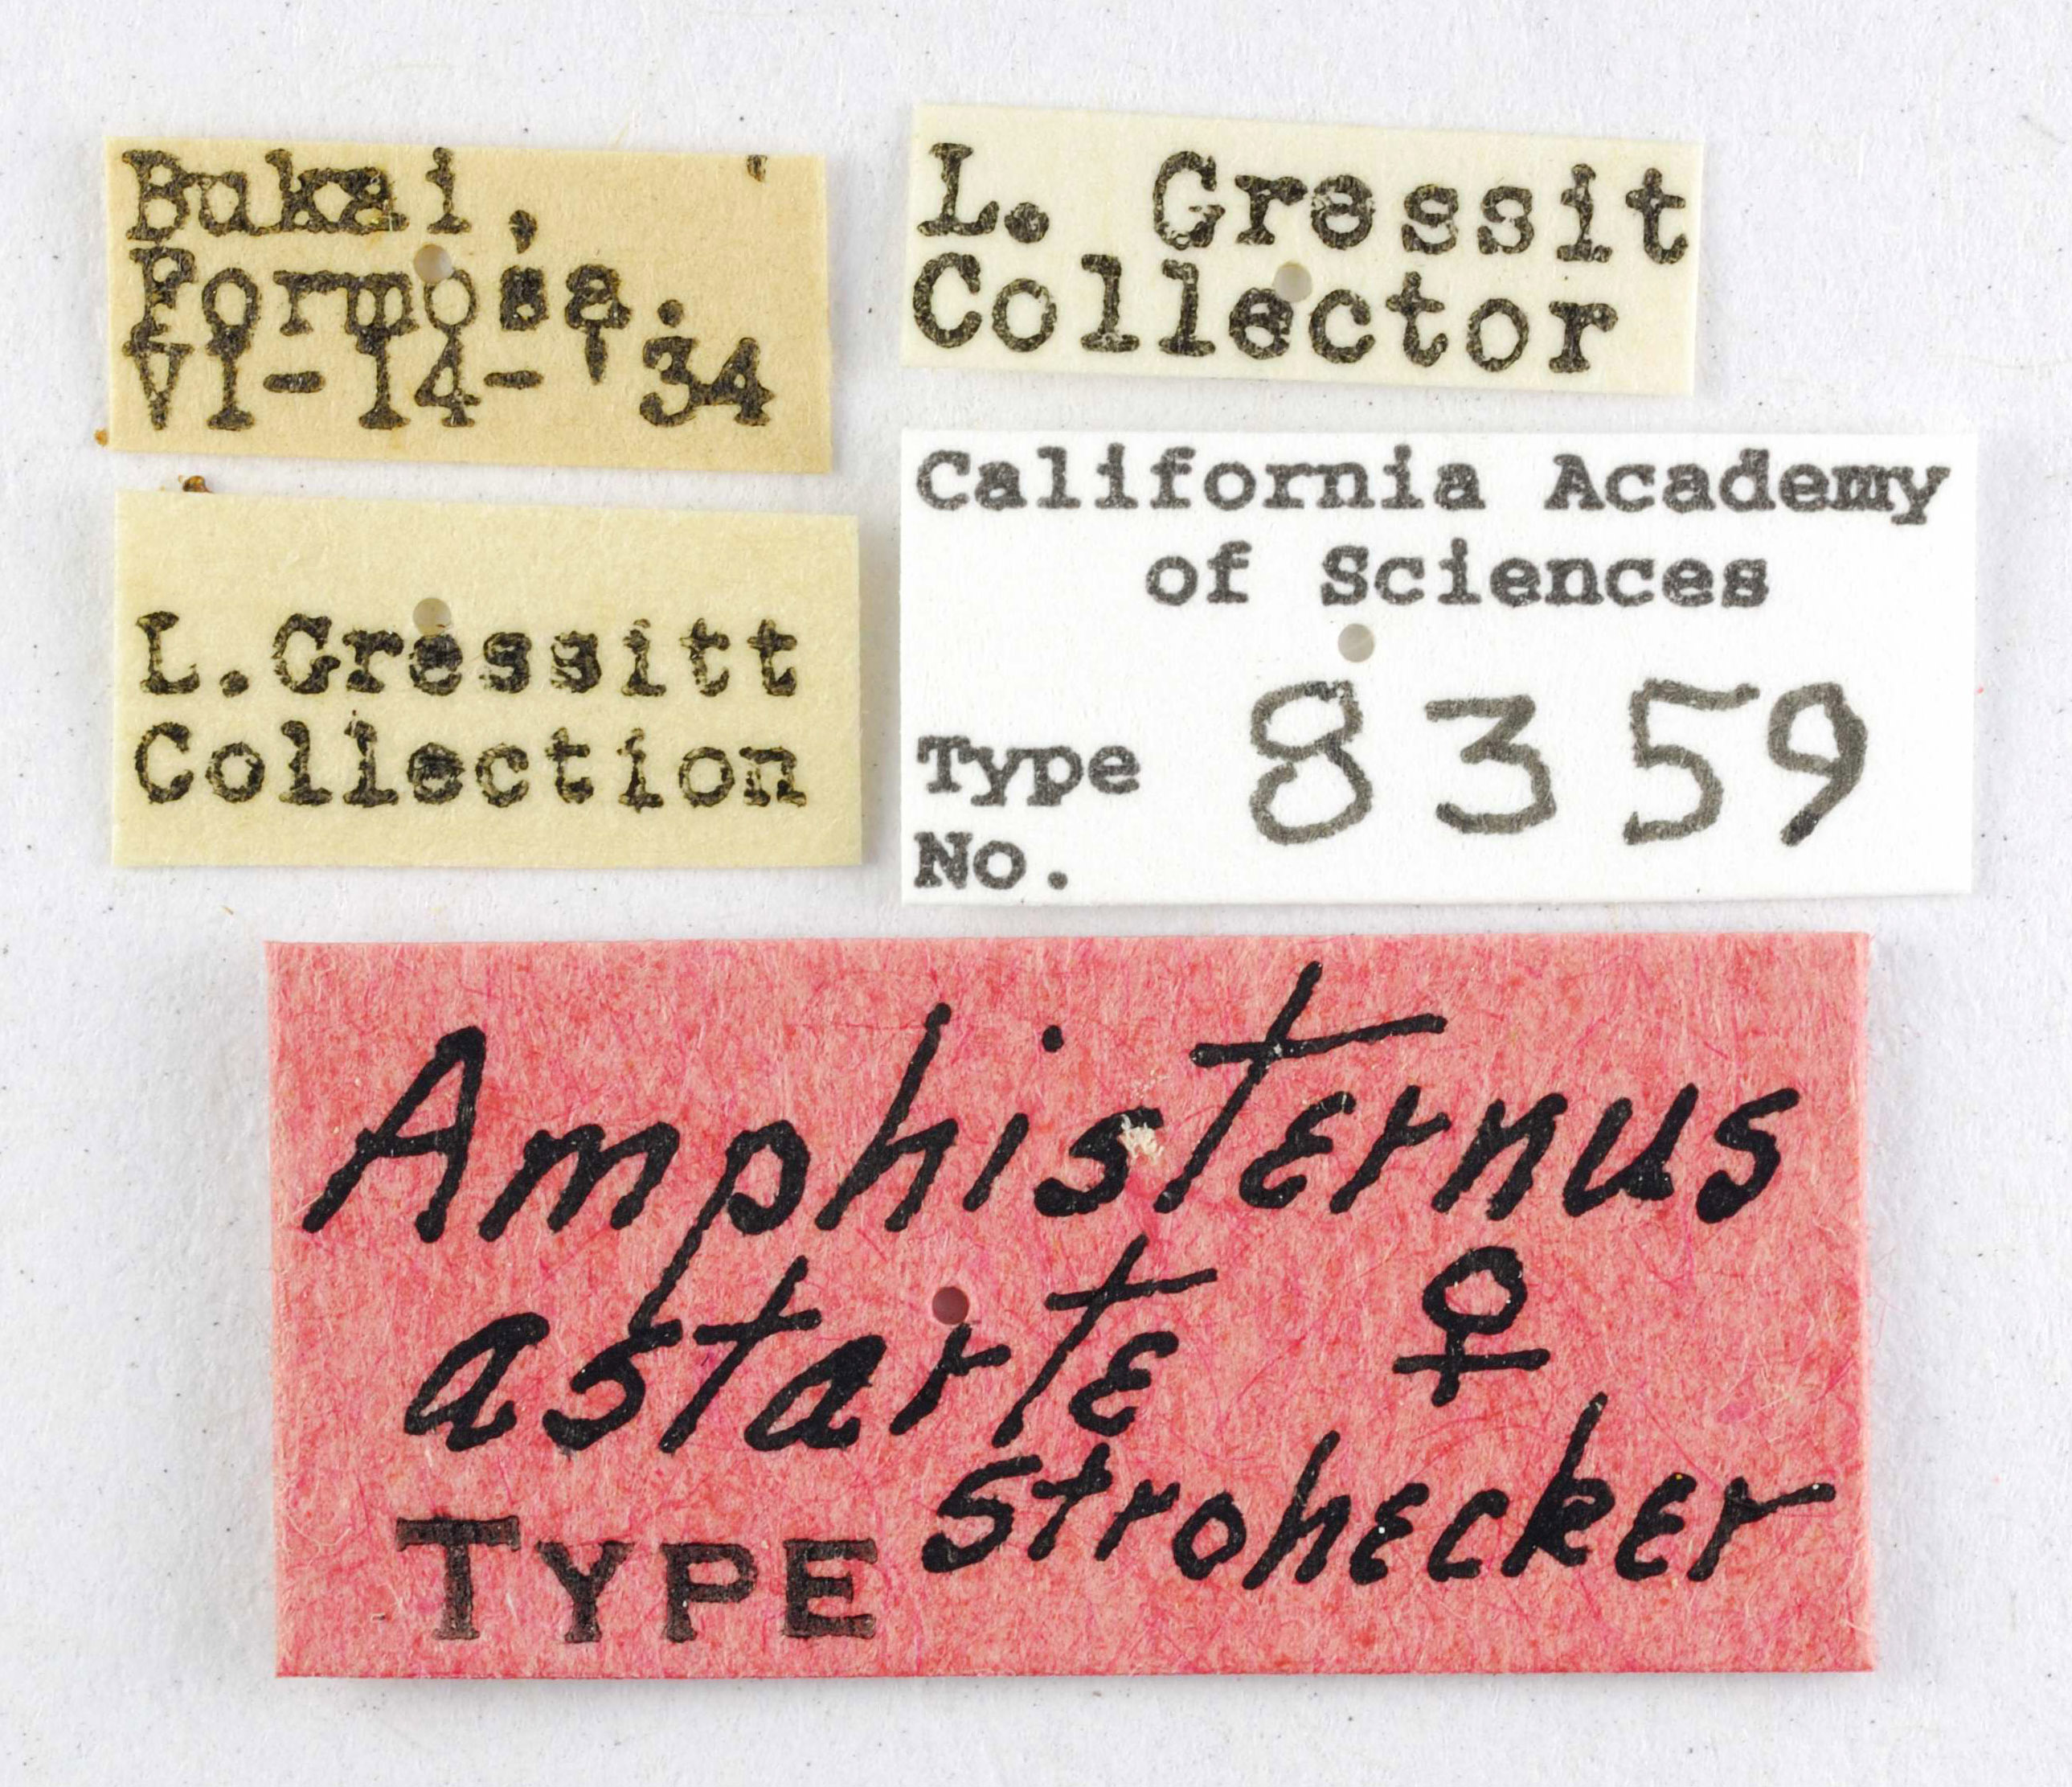 Bukai,
Formosa.
VI-14-'34
L. Gressit
Collector
L.Gressitt
Collection
California Academy
of Sciences
Type 8359
No.
Amphisternus
astarte ♀
Strohecker
TYPE